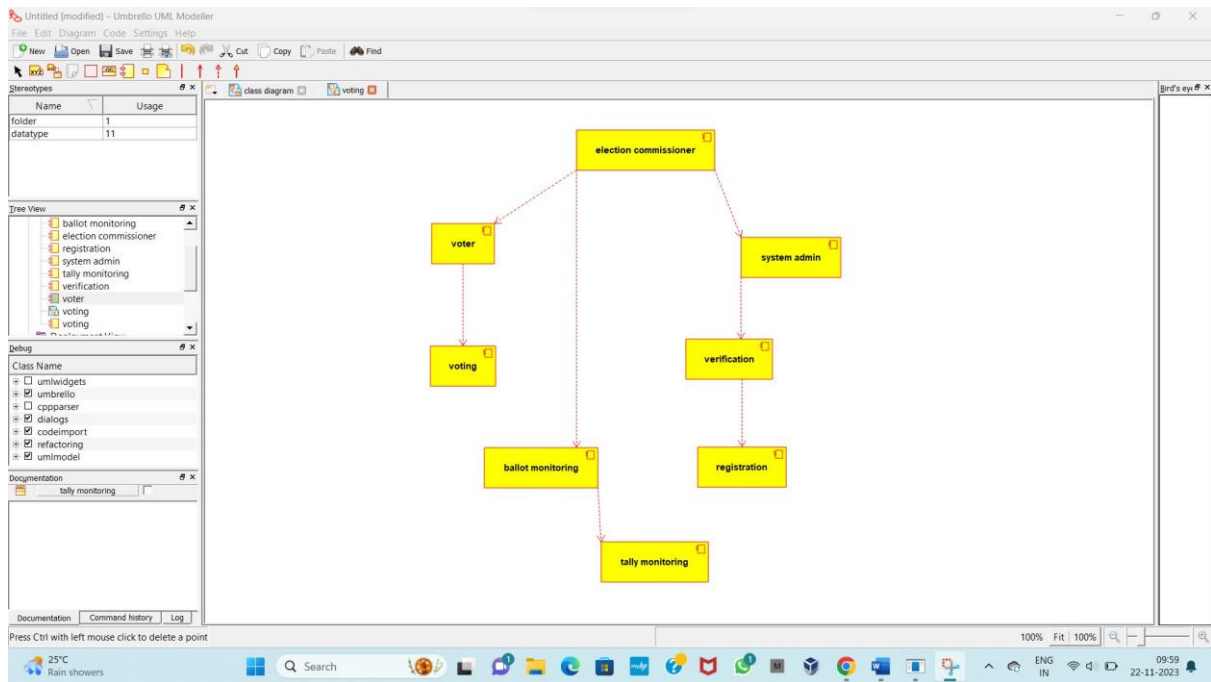 Untitled [modified] – Umbrello UML Modeller
File Edit Diagram Code Settings Help
New Open Save Cut Copy Paste Find
Stereotypes
Name Usage
folder 1
datatype 11
Tree View
ballot monitoring
election commissioner
registration
system admin
tally monitoring
verification
voter
voting
voting
Debug
Class Name
umlwidgets
umbrello
cppparser
dialogs
codeimport
refactoring
umlmodel
Documentation
tally monitoring
Documentation Command history Log
class diagram voting
election commissioner
voter
system admin
voting
verification
ballot monitoring
registration
tally monitoring
Bird's eye
Press Ctrl with left mouse click to delete a point
100% Fit 100%
25°C
Rain showers
Search
ENG
IN
09:59
22-11-2023